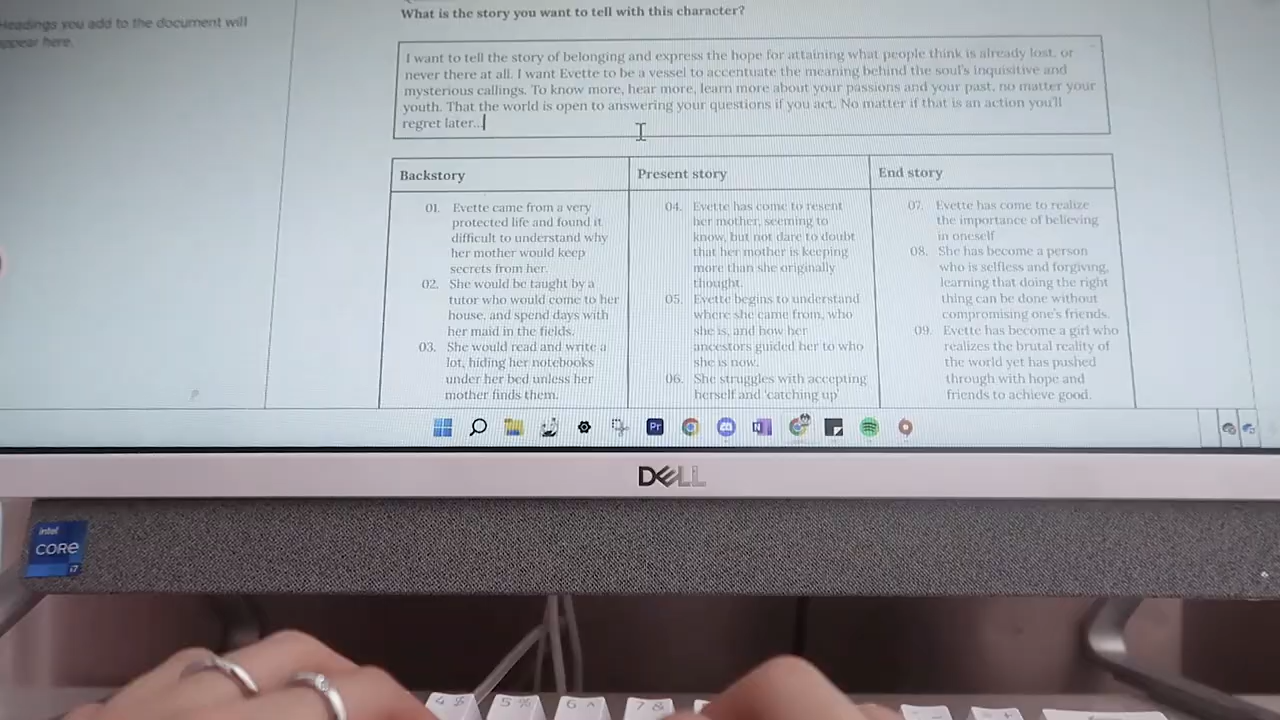 Headings you add to the document will
appear here.
What is the story you want to tell with this character?
I want to tell the story of belonging and express the hope for attaining what people think is already lost, or
never there at all. I want Evette to be a vessel to accentuate the meaning behind the soul's inquisitive and
mysterious callings. To know more, hear more, learn more about your passions and your past, no matter your
youth. That the world is open to answering your questions if you act. No matter if that is an action you'll
regret later...
Backstory
01. Evette came from a very
protected life and found it
difficult to understand why
her mother would keep
secrets from her.
02. She would be taught by a
tutor who would come to her
house, and spend days with
her maid in the fields.
03. She would read and write a
lot, hiding her notebooks
under her bed unless her
mother finds them.
Present story
04. Evette has come to resent
her mother, seeming to
know, but not dare to doubt
that her mother is keeping
more than she originally
thought.
05. Evette begins to understand
where she came from, who
she is, and how her
ancestors guided her to who
she is now.
06. She struggles with accepting
herself and 'catching up'
End story
07. Evette has come to realize
the importance of believing
in oneself
08. She has become a person
who is selfless and forgiving,
learning that doing the right
thing can be done without
compromising one's friends.
09. Evette has become a girl who
realizes the brutal reality of
the world yet has pushed
through with hope and
friends to achieve good.
Pr
DELL
intel
CORE
i7
4 $ 5 % 6 ^ 7 &